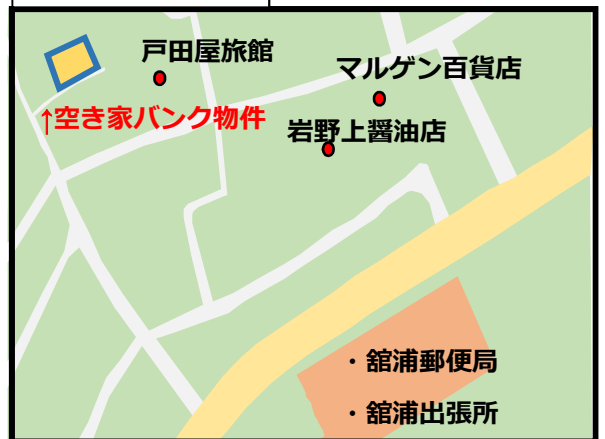 戸田屋旅館
マルゲン百貨店
↑空き家バンク物件
岩野上醤油店
・舘浦郵便局
・舘浦出張所